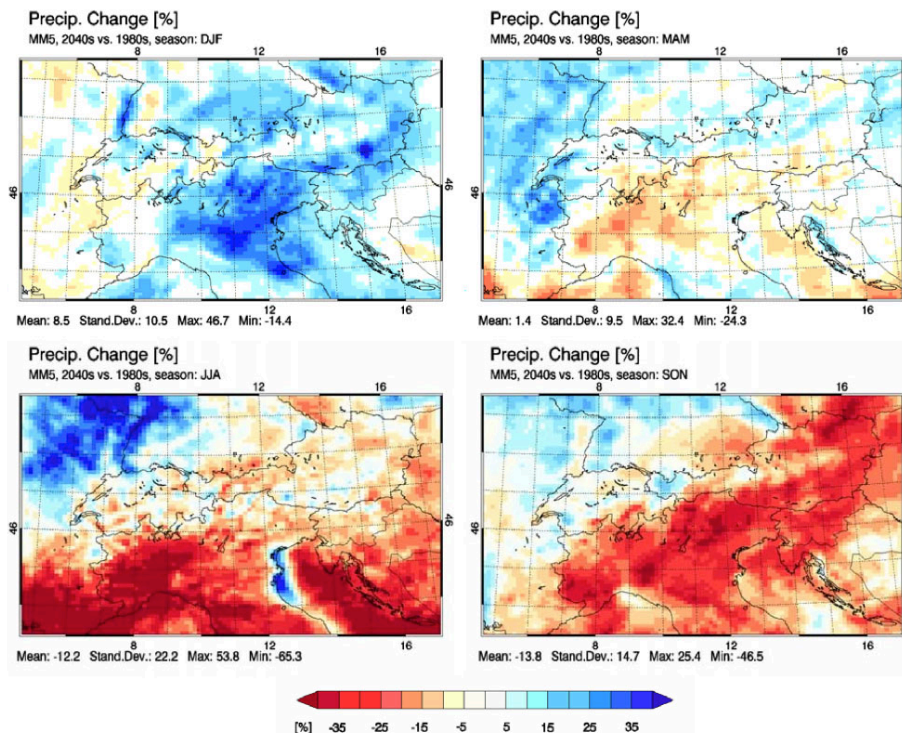 Precip. Change [%]
MM5, 2040s vs. 1980s, season: DJF
8 12 16
46 46
8 12 16
Mean: 8.5 Stand.Dev.: 10.5 Max: 46.7 Min: -14.4
Precip. Change [%]
MM5, 2040s vs. 1980s, season: MAM
8 12 16
46 46
8 12 16
Mean: 1.4 Stand.Dev.: 9.5 Max: 32.4 Min: -24.3
Precip. Change [%]
MM5, 2040s vs. 1980s, season: JJA
8 12 16
46 46
8 12 16
Mean: -12.2 Stand.Dev.: 22.2 Max: 53.8 Min: -65.3
Precip. Change [%]
MM5, 2040s vs. 1980s, season: SON
8 12 16
46 46
8 12 16
Mean: -13.8 Stand.Dev.: 14.7 Max: 25.4 Min: -46.5
[%] -35 -25 -15 -5 5 15 25 35